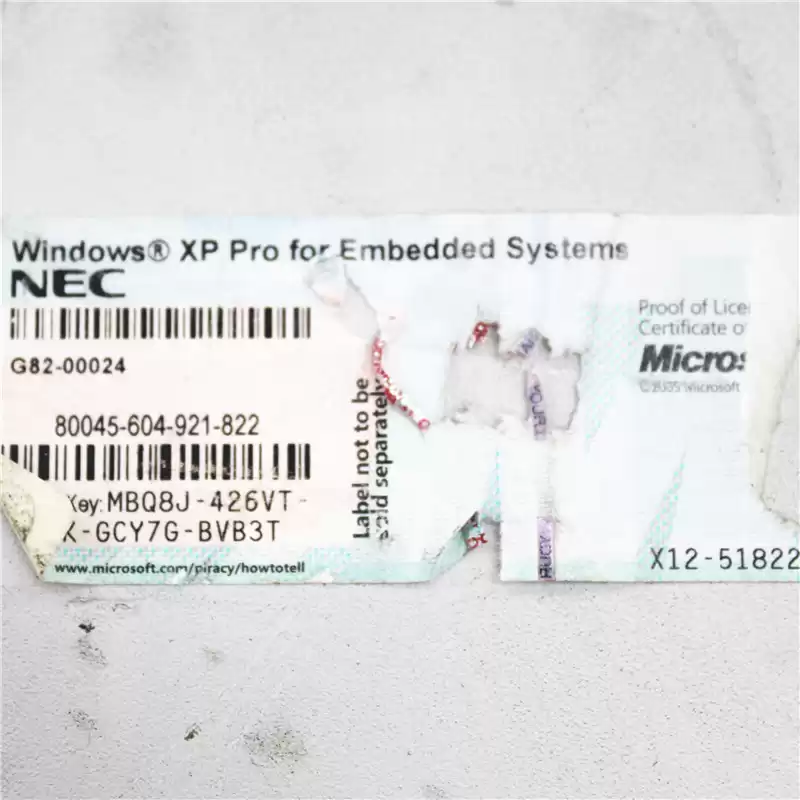 Windows® XP Pro for Embedded Systems
NEC
G82-00024
80045-604-921-822
Key: MBQ8J-426VT-
-GCY7G-BVB3T
www.microsoft.com/piracy/howtotell
Label not to be
sold separately
Proof of Lice
Certificate o
Micros
©2005 Microsoft
X12-51822